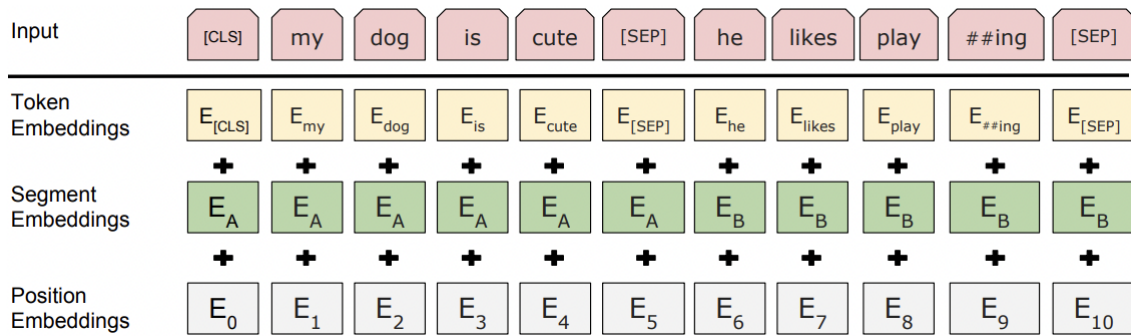 Input [CLS] my dog is cute [SEP] he likes play ##ing [SEP]
Token Embeddings E[CLS] Emy Edog Eis Ecute E[SEP] Ehe Elikes Eplay E##ing E[SEP]
+ + + + + + + + + + +
Segment Embeddings EA EA EA EA EA EA EB EB EB EB EB
+ + + + + + + + + + +
Position Embeddings E0 E1 E2 E3 E4 E5 E6 E7 E8 E9 E10